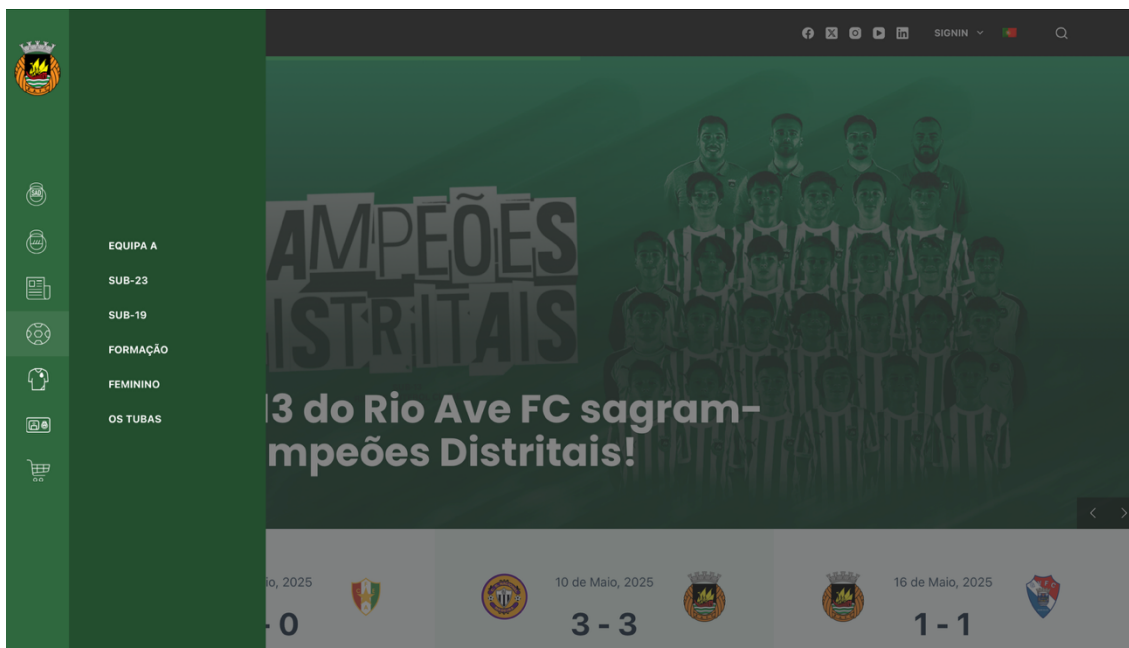 SIGNIN
EQUIPA A
SUB-23
SUB-19
FORMAÇÃO
FEMININO
OS TUBAS
AMPEÕES
ISTRITAIS
13 do Rio Ave FC sagram-
mpeões Distritais!
io, 2025
- 0
10 de Maio, 2025
3 - 3
16 de Maio, 2025
1 - 1